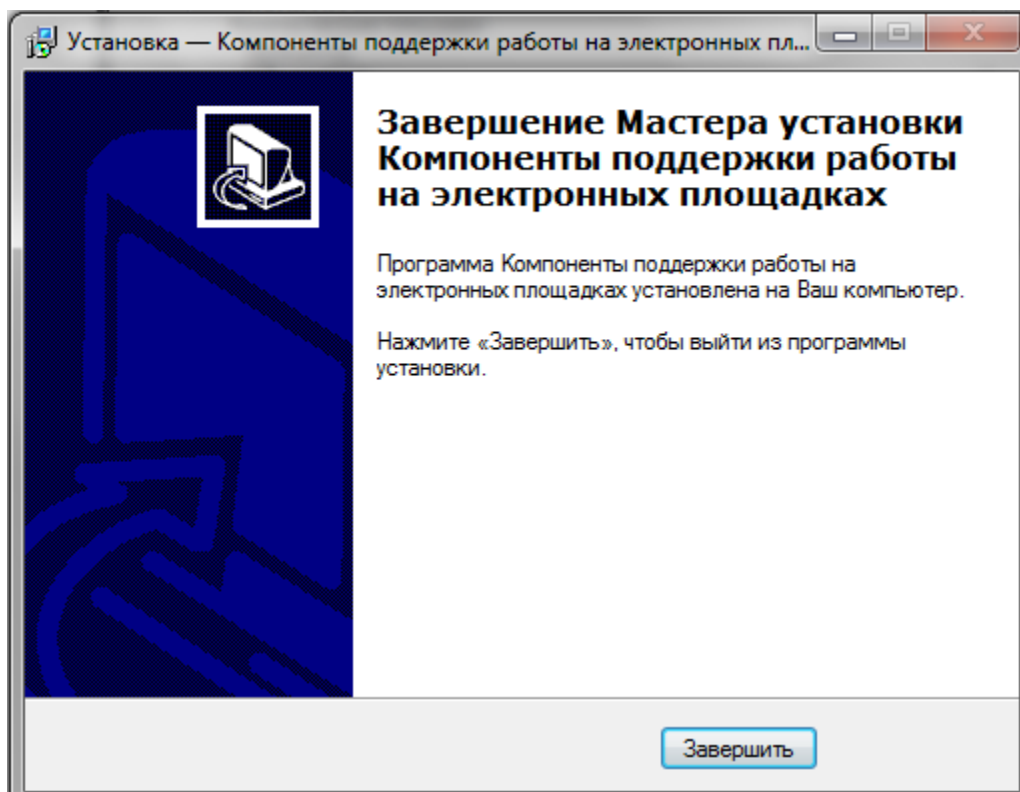 Установка — Компоненты поддержки работы на электронных пл...
Завершение Мастера установки
Компоненты поддержки работы
на электронных площадках
Программа Компоненты поддержки работы на
электронных площадках установлена на Ваш компьютер.
Нажмите «Завершить», чтобы выйти из программы
установки.
Завершить